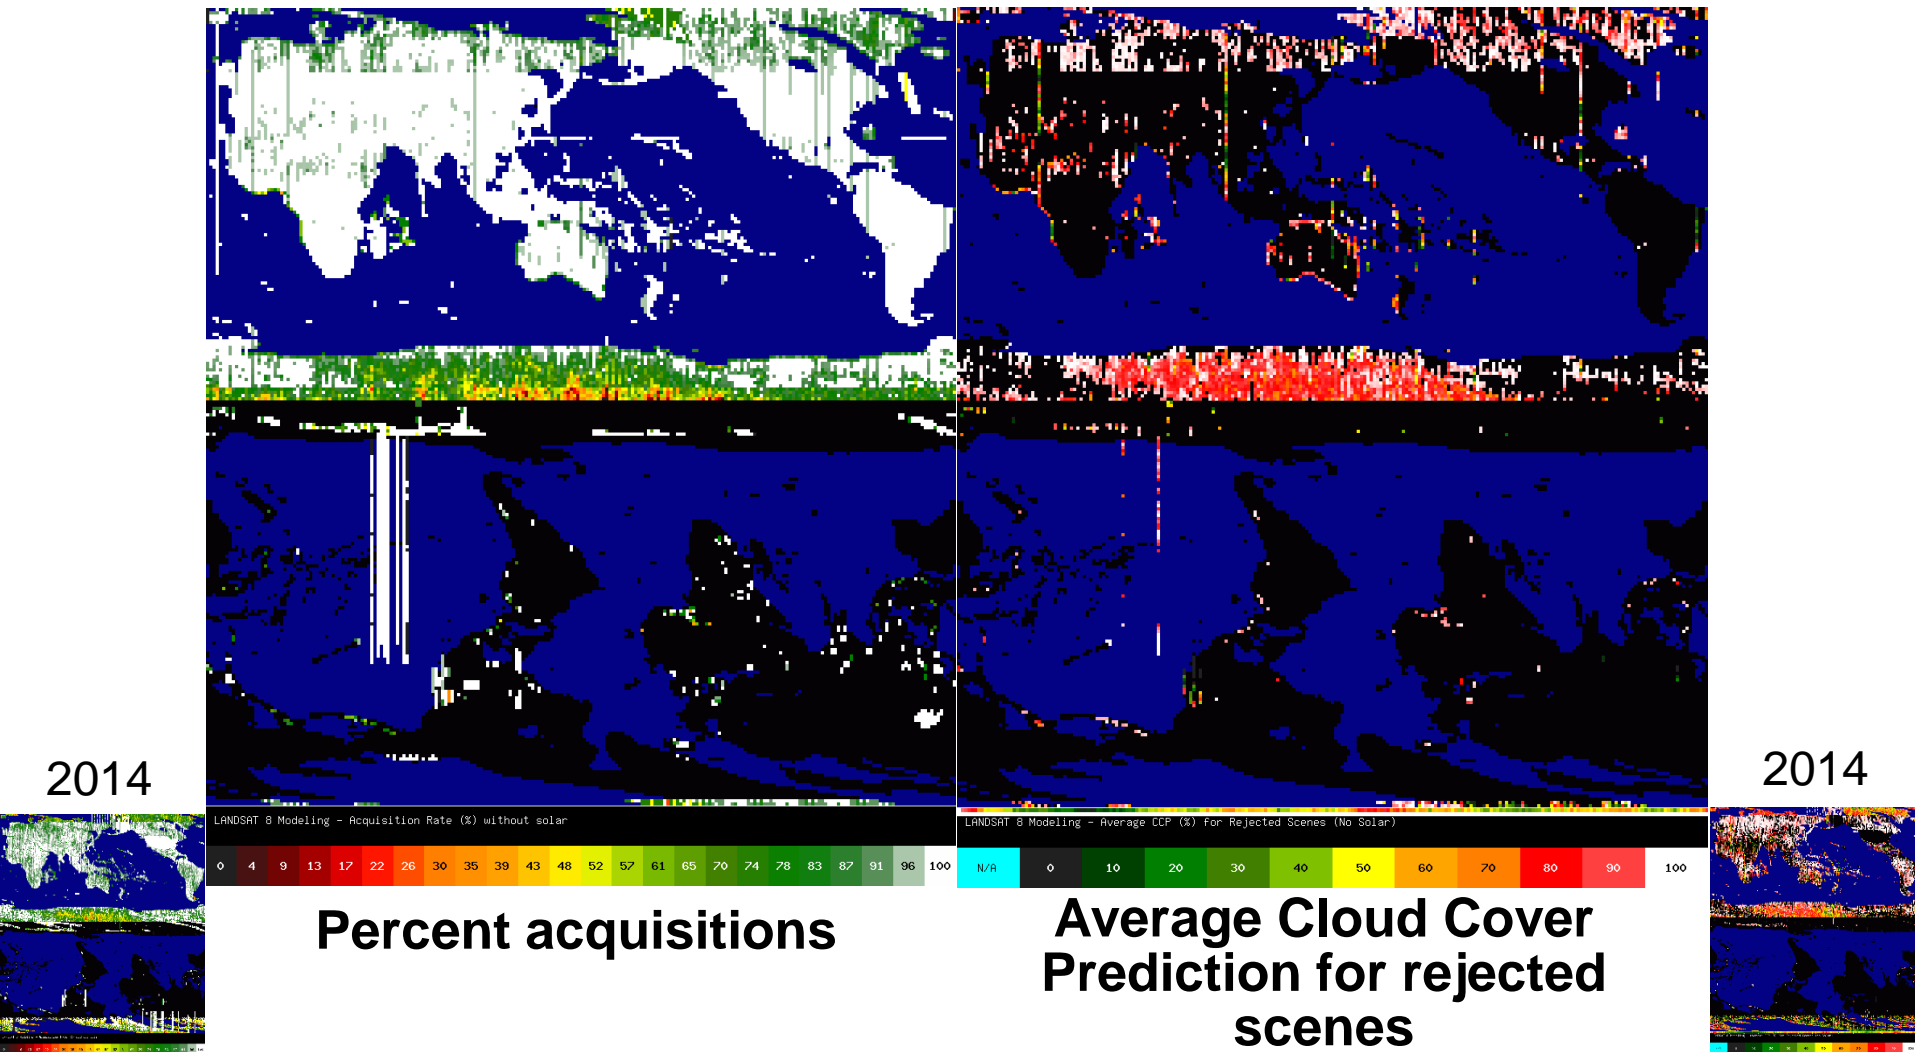 2014
2014
LANDSAT 8 Modeling - Acquisition Rate (%) without solar
0 4 9 13 17 22 26 30 35 39 43 48 52 57 61 65 70 74 78 83 87 91 96 100
LANDSAT 8 Modeling - Average CCP (%) for Rejected Scenes (No Solar)
N/A 0 10 20 30 40 50 60 70 80 90 100
Percent acquisitions
Average Cloud Cover
Prediction for rejected
scenes